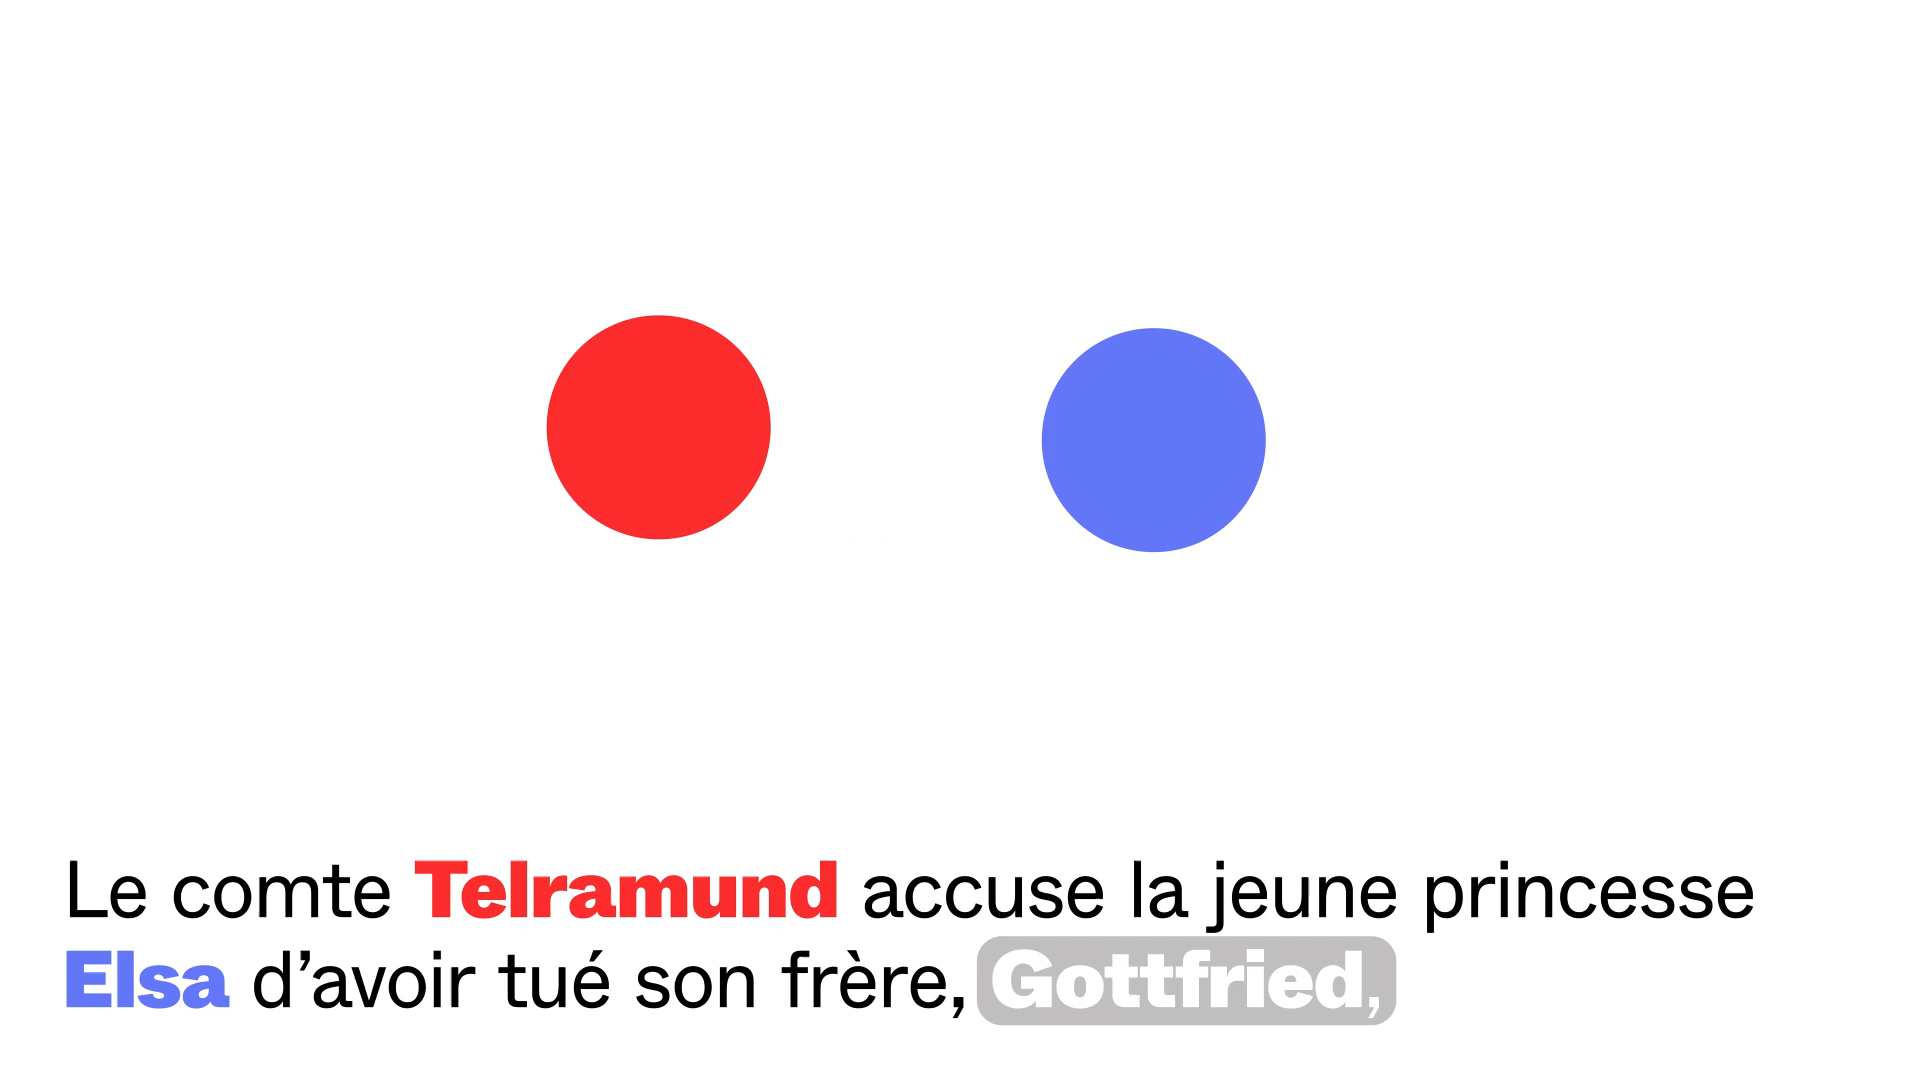 Le comte Telramund accuse la jeune princesse
Elsa d’avoir tué son frère, Gottfried,